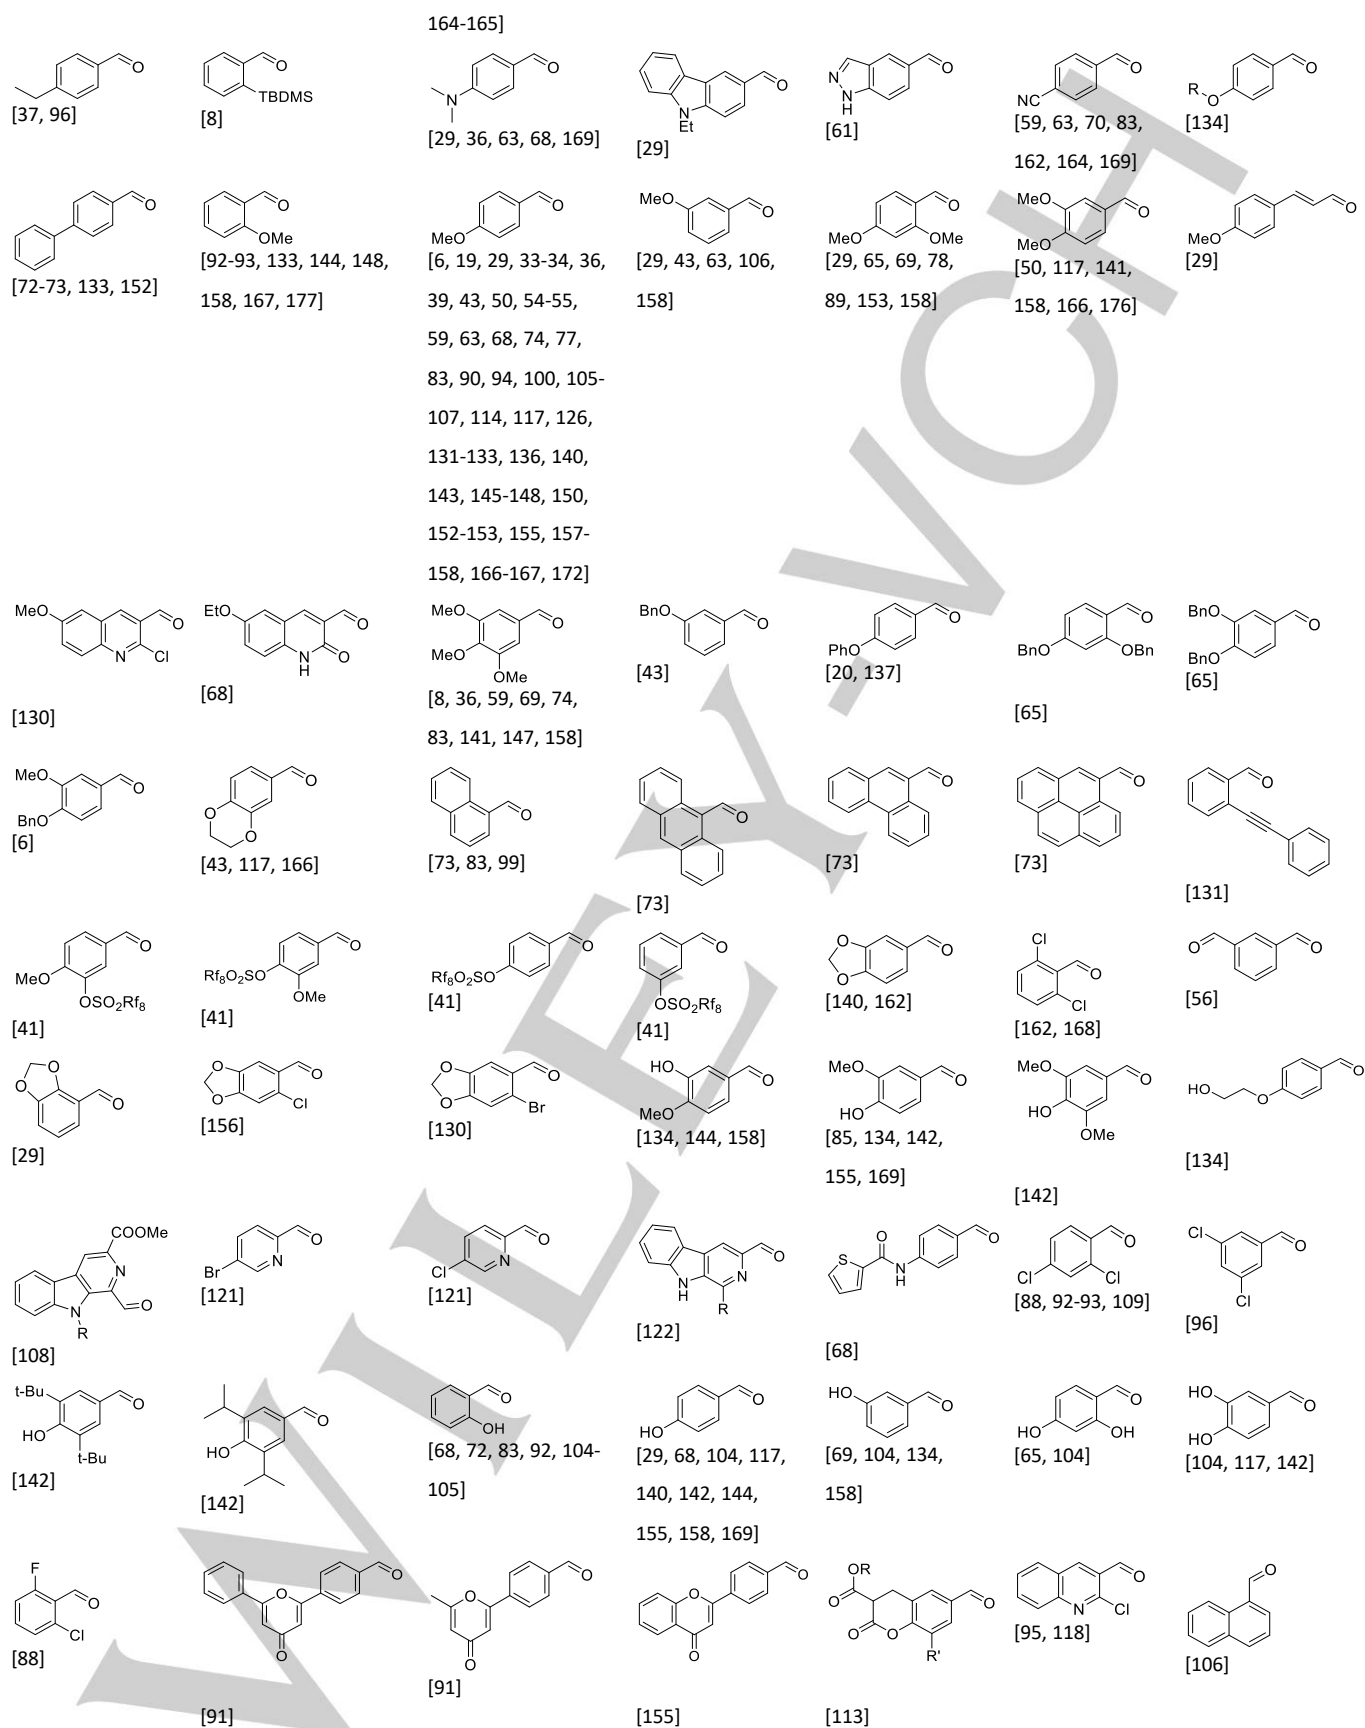 164-165]
O
O
TBDMS
N
O
N
Et
O
N
N
H
O
NC
O
R
O
O
[37, 96]
[8]
[29, 36, 63, 68, 169]
[29]
[61]
[59, 63, 70, 83,
162, 164, 169]
[134]
O
O
OMe
MeO
O
MeO
O
MeO
OMe
O
MeO
MeO
O
MeO
O
[72-73, 133, 152]
[92-93, 133, 144, 148,
158, 167, 177]
[6, 19, 29, 33-34, 36,
39, 43, 50, 54-55,
59, 63, 68, 74, 77,
83, 90, 94, 100, 105-
107, 114, 117, 126,
131-133, 136, 140,
143, 145-148, 150,
152-153, 155, 157-
158, 166-167, 172]
[29, 43, 63, 106,
158]
[29, 65, 69, 78,
89, 153, 158]
[50, 117, 141,
158, 166, 176]
[29]
MeO
O
N
Cl
EtO
O
N
H
O
MeO
MeO
OMe
O
BnO
O
PhO
O
BnO
OBn
O
BnO
BnO
O
[130]
[68]
[8, 36, 59, 69, 74,
83, 141, 147, 158]
[43]
[20, 137]
[65]
[65]
MeO
BnO
O
O
O
O
O
O
O
O
O
[6]
[43, 117, 166]
[73, 83, 99]
[73]
[73]
[73]
[131]
MeO
OSO2Rf8
O
Rf8O2SO
OMe
O
Rf8O2SO
O
OSO2Rf8
O
O
O
O
Cl
Cl
O
O
O
[41]
[41]
[41]
[41]
[140, 162]
[162, 168]
[56]
O
O
O
O
O
Cl
O
O
O
Br
O
HO
MeO
O
MeO
HO
O
MeO
HO
OMe
O
HO
O
O
[29]
[156]
[130]
[134, 144, 158]
[85, 134, 142,
155, 169]
[142]
[134]
COOMe
N
N
R
O
Br
N
O
Cl
N
O
N
H
N
R
O
S
O
N
H
O
Cl
Cl
O
Cl
Cl
O
[108]
[121]
[121]
[122]
[68]
[88, 92-93, 109]
[96]
t-Bu
HO
t-Bu
O
HO
O
O
OH
HO
O
HO
O
HO
OH
O
HO
HO
O
[142]
[142]
[68, 72, 83, 92, 104-
105]
[29, 68, 104, 117,
140, 142, 144,
155, 158, 169]
[69, 104, 134,
158]
[65, 104]
[104, 117, 142]
F
O
Cl
O
O
O
O
O
O
O
O
O
OR
O
O
O
R'
O
N
Cl
O
O
[88]
[91]
[91]
[155]
[113]
[95, 118]
[106]
WILEY-VCH